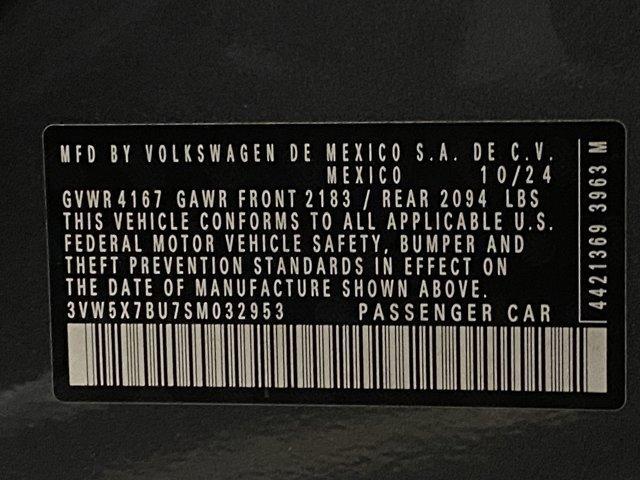 MFD BY VOLKSWAGEN DE MEXICO S.A. DE C.V.
MEXICO 10/24
GVWR 4167 GAWR FRONT 2183 / REAR 2094 LBS
THIS VEHICLE CONFORMS TO ALL APPLICABLE U.S.
FEDERAL MOTOR VEHICLE SAFETY, BUMPER AND
THEFT PREVENTION STANDARDS IN EFFECT ON
THE DATE OF MANUFACTURE SHOWN ABOVE.
3VW5X7BU7SM032953 PASSENGER CAR
4421369 3963 M